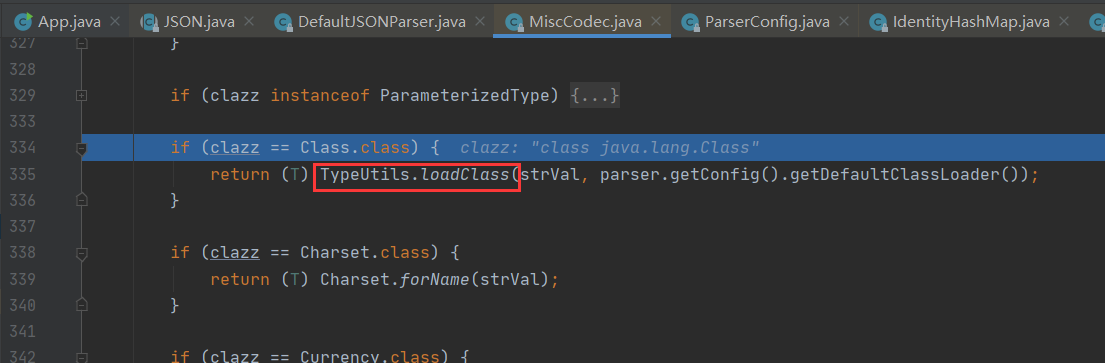 App.java JSON.java DefaultJSONParser.java MiscCodec.java ParserConfig.java IdentityHashMap.java
327 }
328
329 if (clazz instanceof ParameterizedType) {...}
333
334 if (clazz == Class.class) { clazz: "class java.lang.Class"
335 return (T) TypeUtils.loadClass(strVal, parser.getConfig().getDefaultClassLoader());
336 }
337
338 if (clazz == Charset.class) {
339 return (T) Charset.forName(strVal);
340 }
341
342 if (clazz == Currency.class) {